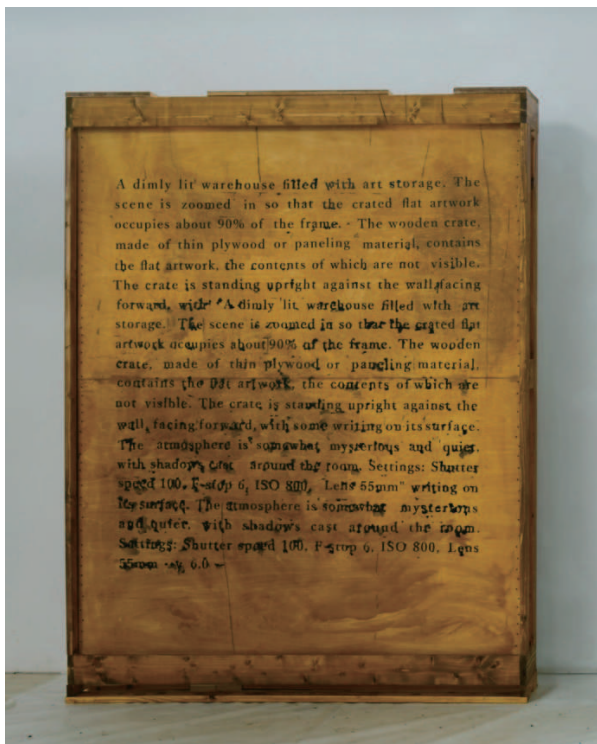 A dimly lit warehouse filled with art storage. The
scene is zoomed in so that the crated flat artwork
occupies about 90% of the frame. - The wooden crate,
made of thin plywood or paneling material, contains
the flat artwork, the contents of which are not visible.
The crate is standing upright against the wall, facing
forward, with "A dimly lit warehouse filled with art
storage. The scene is zoomed in so that the crated flat
artwork occupies about 90% of the frame. The wooden
crate, made of thin plywood or paneling material,
contains the flat artwork, the contents of which are
not visible. The crate is standing upright against the
wall, facing forward, with some writing on its surface.
The atmosphere is somewhat mysterious and quiet,
with shadows cast around the room. Settings: Shutter
speed 100, F-stop 6, ISO 800, Lens 55mm" writing on
its surface. The atmosphere is somewhat mysterious
and quiet, with shadows cast around the room.
Settings: Shutter speed 100, F-stop 6, ISO 800, Lens
55mm 6.0 –